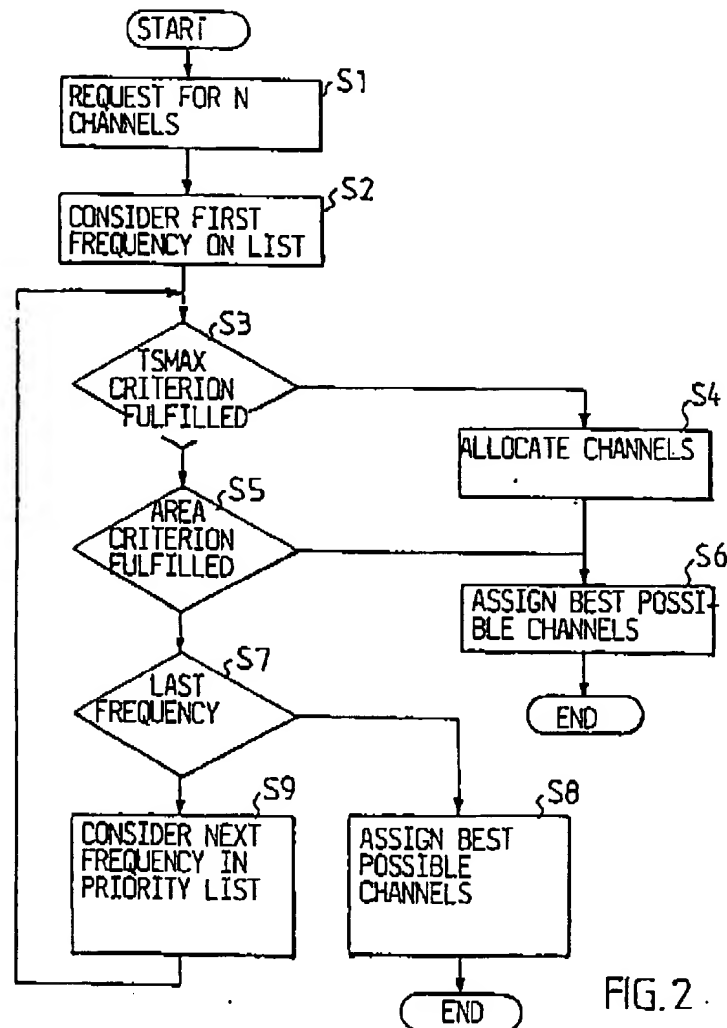 START
S1
REQUEST FOR N
CHANNELS
S2
CONSIDER FIRST
FREQUENCY ON LIST
S3
TSMAX
CRITERION
FULFILLED
S4
ALLOCATE CHANNELS
S5
AREA
CRITERION
FULFILLED
S6
ASSIGN BEST POSSI-
BLE CHANNELS
END
S7
LAST
FREQUENCY
S9
CONSIDER NEXT
FREQUENCY IN
PRIORITY LIST
S8
ASSIGN BEST
POSSIBLE
CHANNELS
END
FIG.2